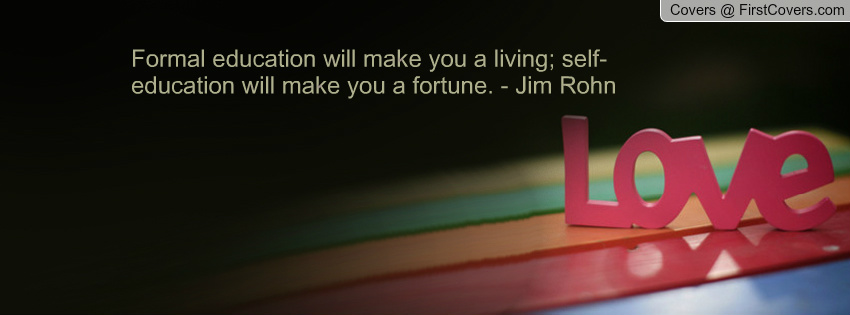 Covers @ FirstCovers.com
Formal education will make you a living; self-
education will make you a fortune. - Jim Rohn
Love